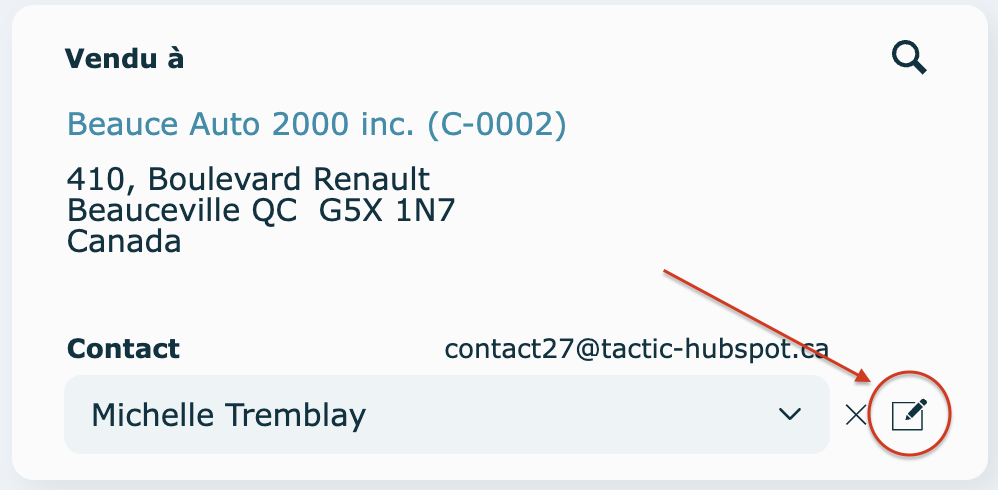 Vendu à
Beauce Auto 2000 inc. (C-0002)
410, Boulevard Renault
Beauceville QC  G5X 1N7
Canada
Contact
contact27@tactic-hubspot.ca
Michelle Tremblay